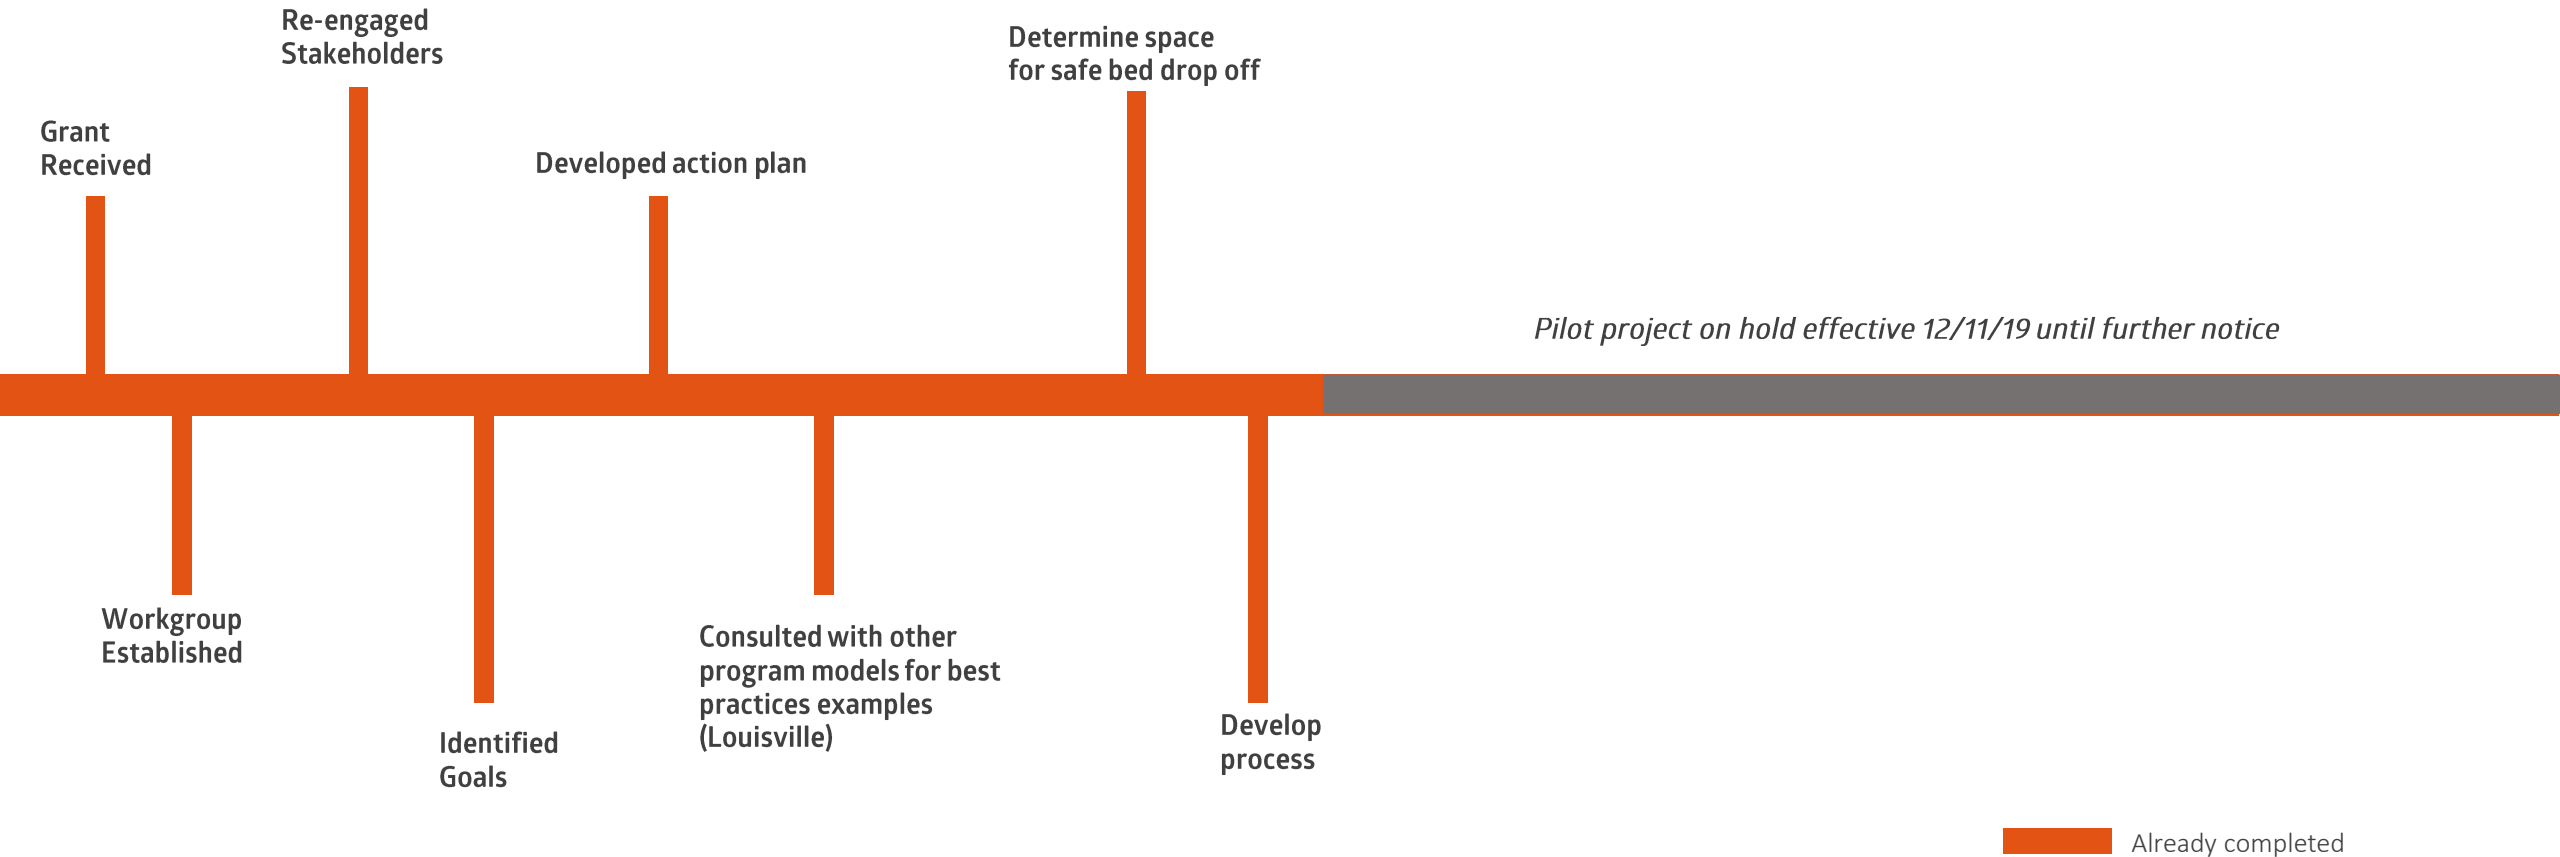 Re-engaged
Stakeholders
Determine space
for safe bed drop off
Grant
Received
Developed action plan
Pilot project on hold effective 12/11/19 until further notice
Workgroup
Established
Consulted with other
program models for best
practices examples
(Louisville)
Identified
Goals
Develop
process
Already completed